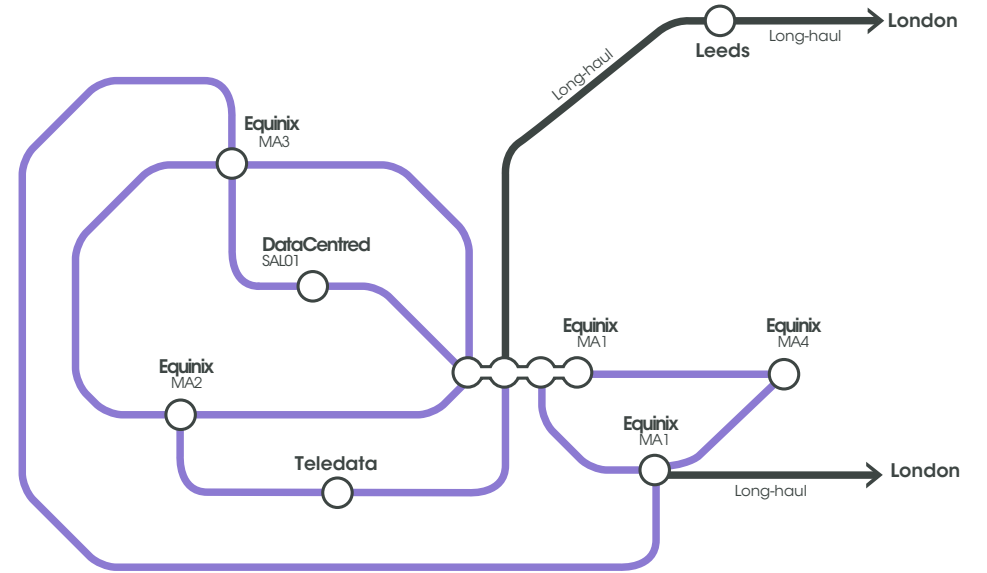 London
Long-haul
Leeds
Long-haul
Equinix
MA3
DataCentred
SAL01
Equinix
MA1
Equinix
MA4
Equinix
MA2
Equinix
MA1
Teledata
London
Long-haul